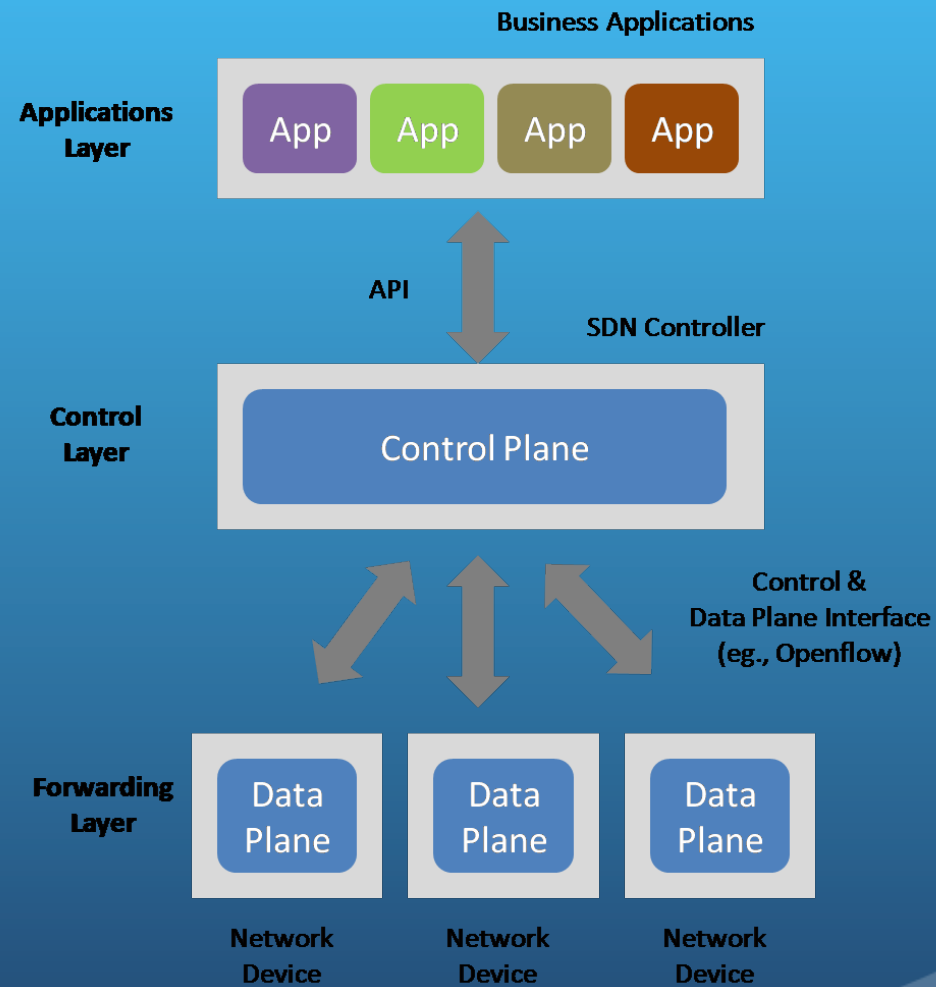 Business Applications
Applications
Layer
App App App App
API
SDN Controller
Control
Layer
Control Plane
Control &
Data Plane Interface
(eg., Openflow)
Forwarding
Layer
Data
Plane
Data
Plane
Data
Plane
Network
Device
Network
Device
Network
Device